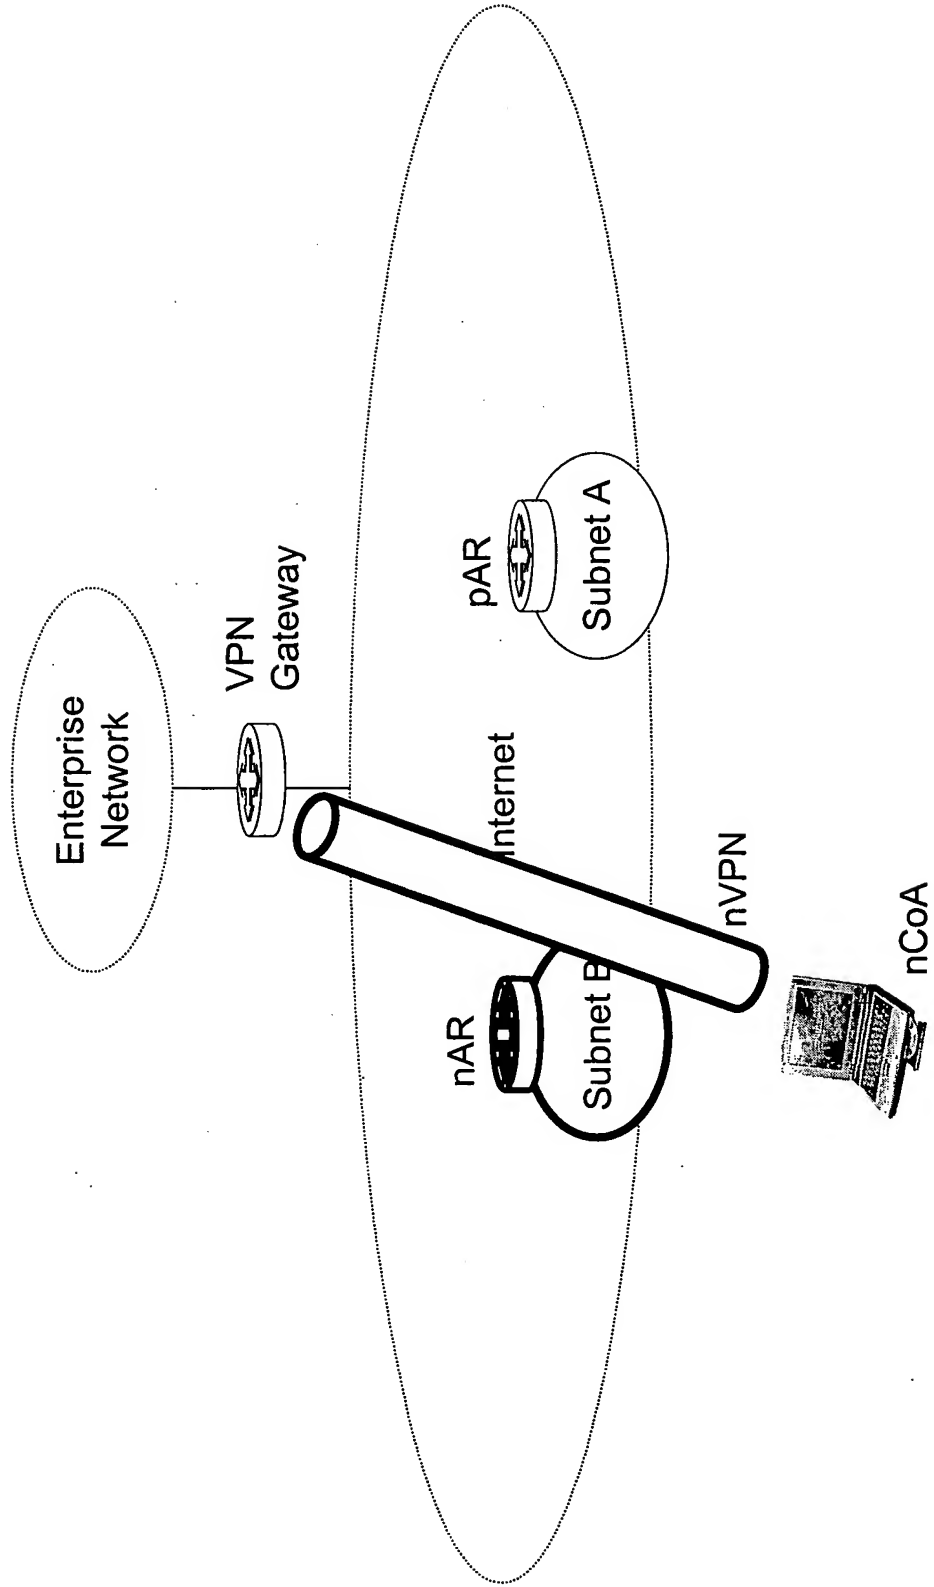 Enterprise
Network
VPN
Gateway
nAR
pAR
Internet
Subnet B
Subnet A
nVPN
nCoA